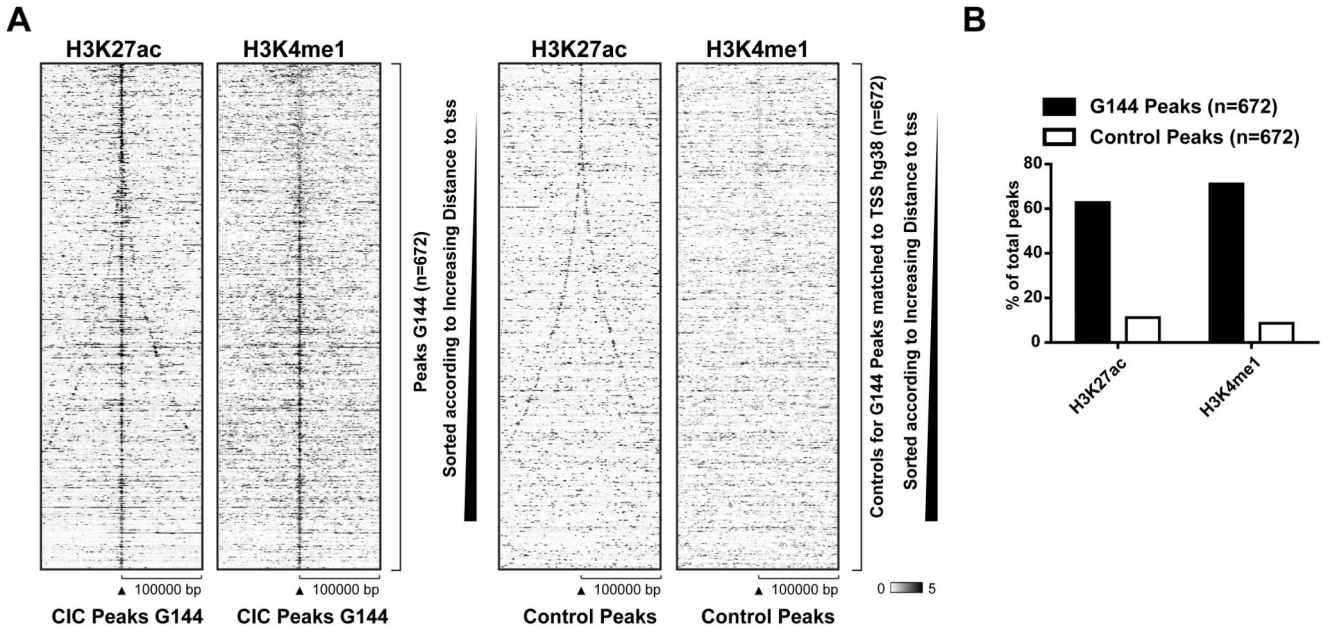 A
H3K27ac
H3K4me1
Peaks G144 (n=672)
Sorted according to Increasing Distance to tss
100000 bp
100000 bp
CIC Peaks G144
CIC Peaks G144
H3K27ac
H3K4me1
Controls for G144 Peaks matched to TSS hg38 (n=672)
Sorted according to Increasing Distance to tss
100000 bp
100000 bp
Control Peaks
Control Peaks
0 5
B
G144 Peaks (n=672)
Control Peaks (n=672)
% of total peaks
80
60
40
20
0
H3K27ac
H3K4me1